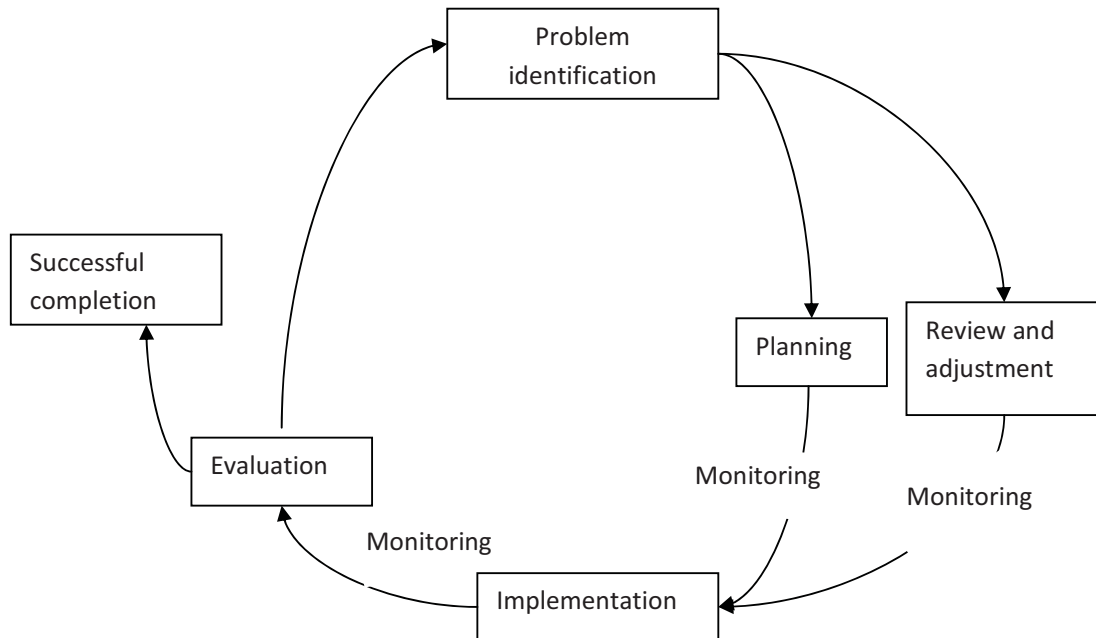 Problem
identification
Successful
completion
Planning
Review and
adjustment
Evaluation
Monitoring
Monitoring
Monitoring
Implementation